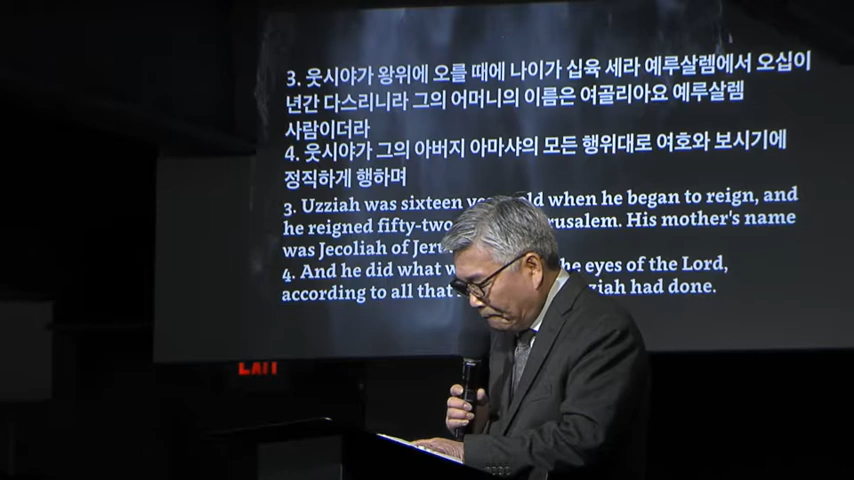 3. 웃시야가 왕위에 오를 때에 나이가 십육 세라 예루살렘에서 오십이
년간 다스리니라 그의 어머니의 이름은 여골리아요 예루살렘
사람이더라
4. 웃시야가 그의 아버지 아마샤의 모든 행위대로 여호와 보시기에
정직하게 행하며
3. Uzziah was sixteen when he began to reign, and
he reigned fifty-two His mother's name
was Jecoliah of
4. And he did what eyes of the Lord,
according to all had done.
EXIT